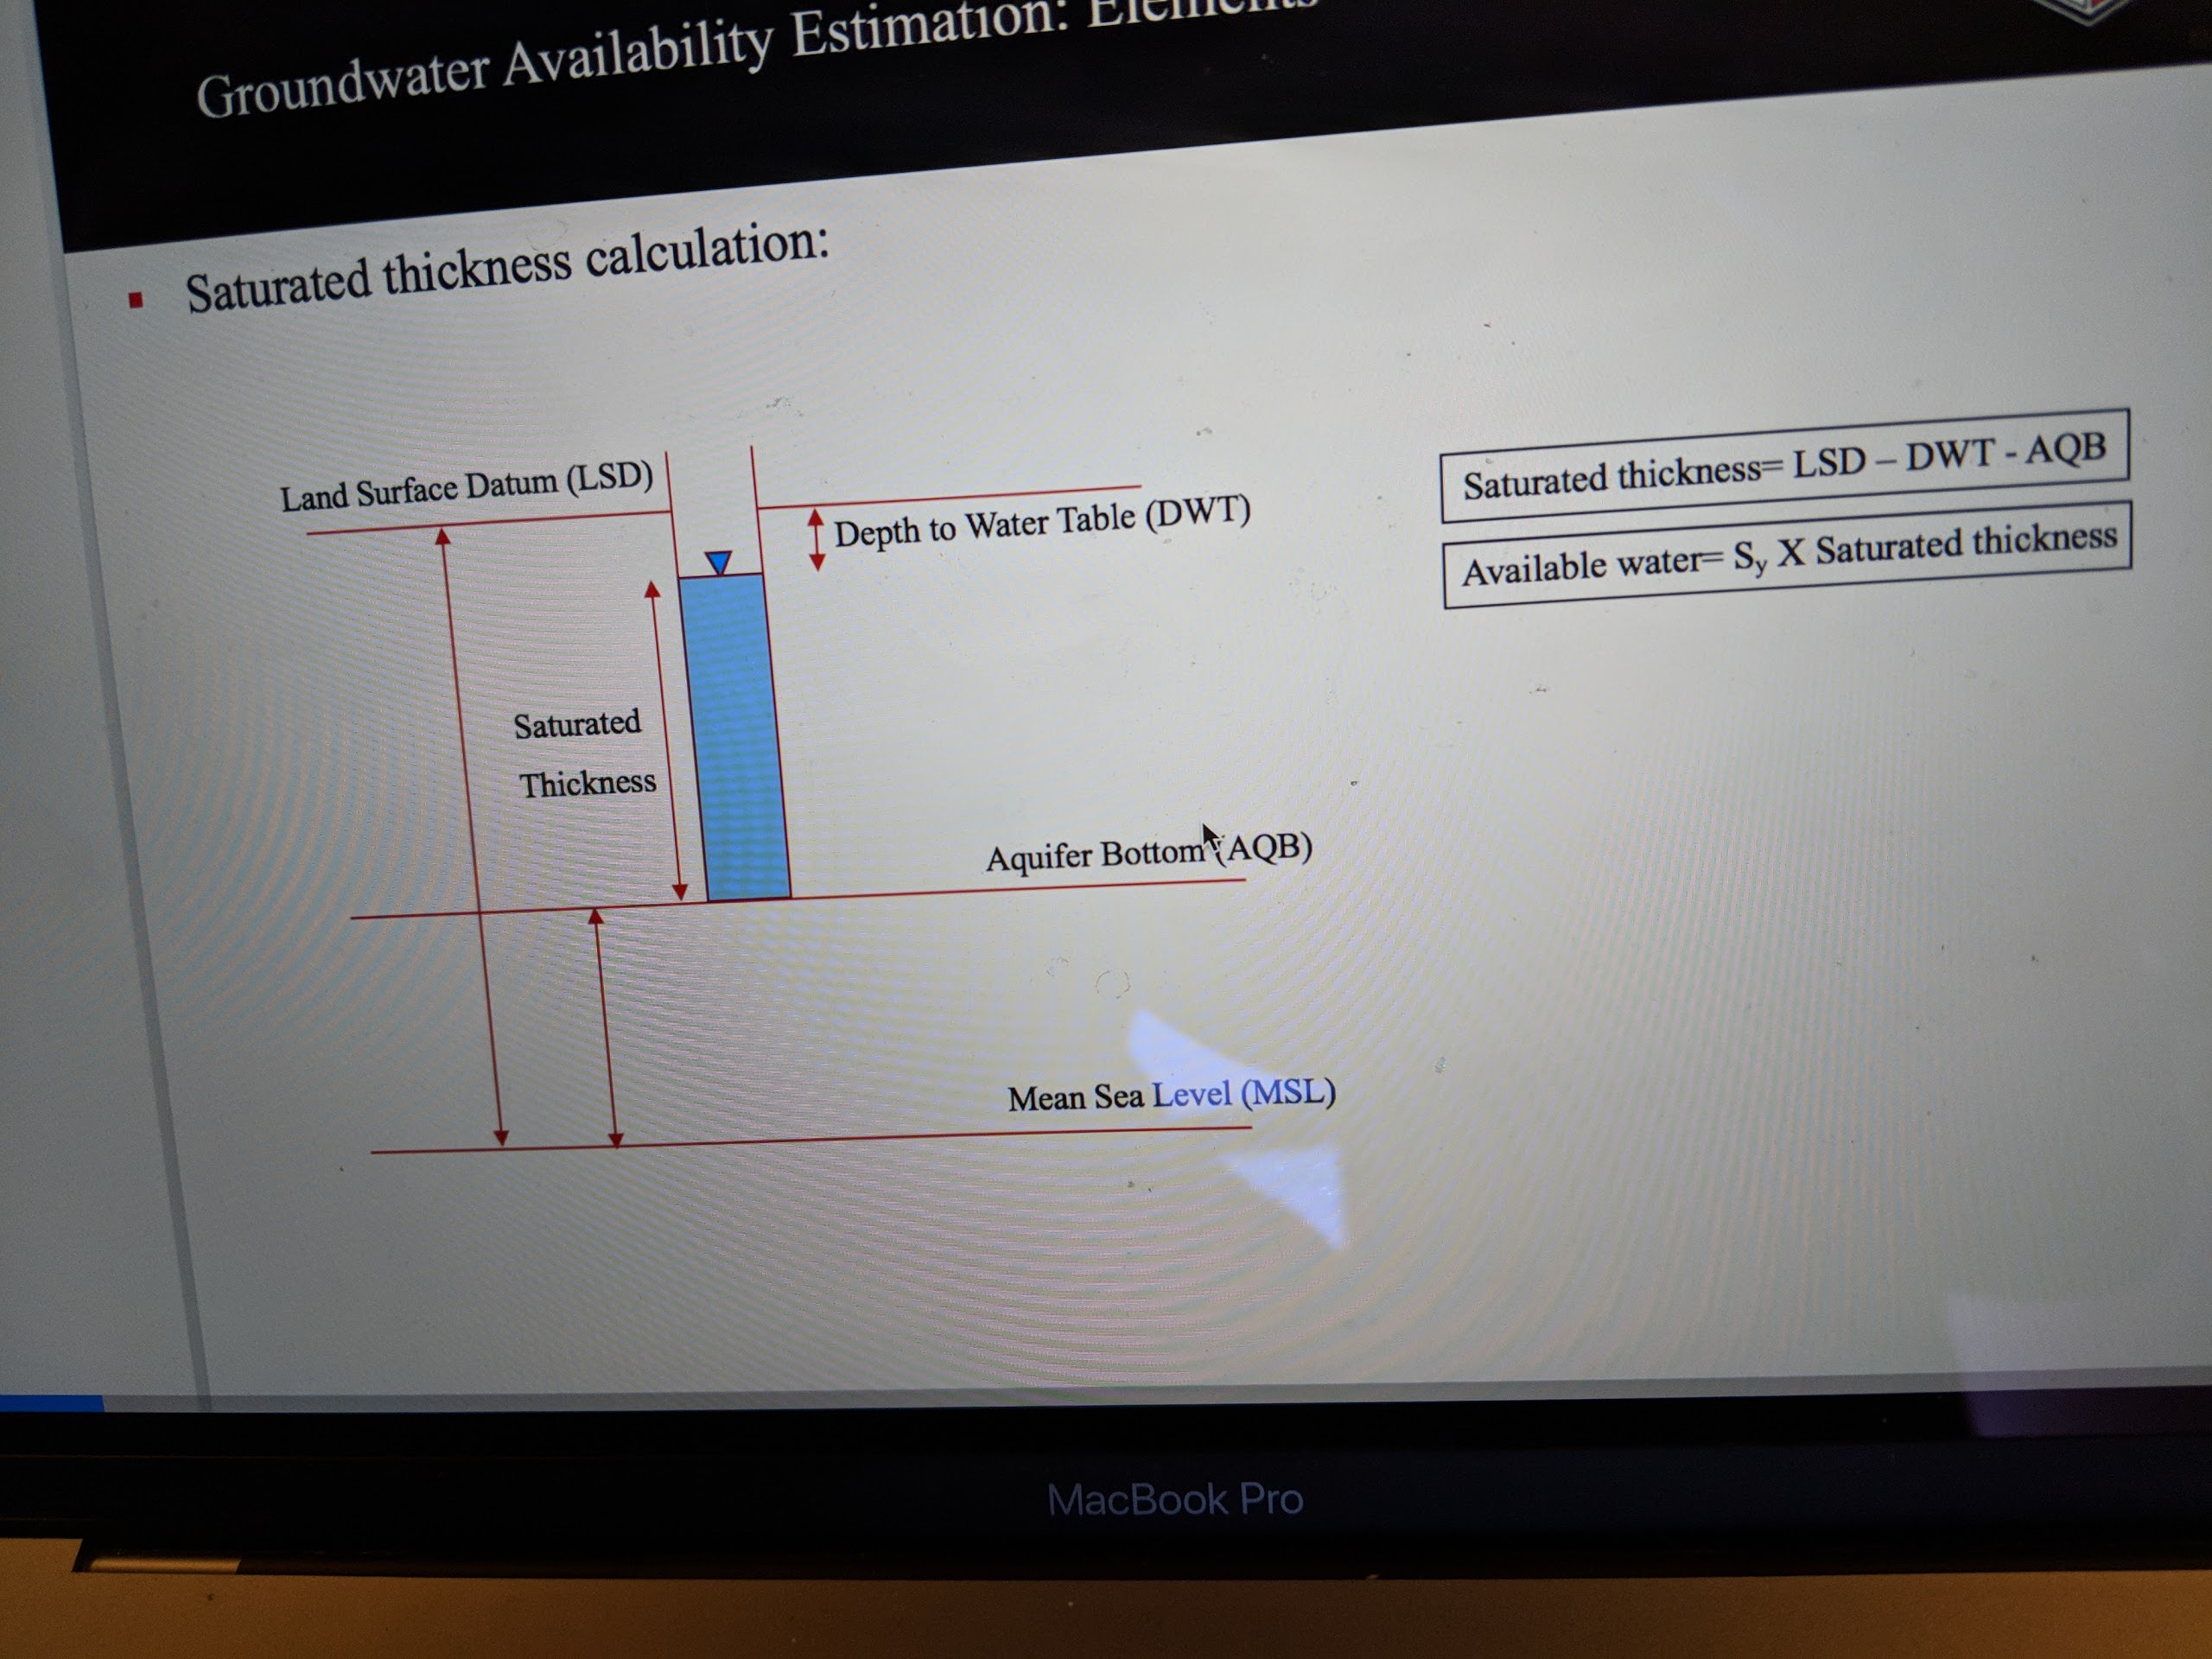 Groundwater Availability Estimation: Elements
▪ Saturated thickness calculation:
Land Surface Datum (LSD)
Depth to Water Table (DWT)
Saturated thickness= LSD – DWT - AQB
Available water= Sy X Saturated thickness
Saturated
Thickness
Aquifer Bottom (AQB)
Mean Sea Level (MSL)
MacBook Pro